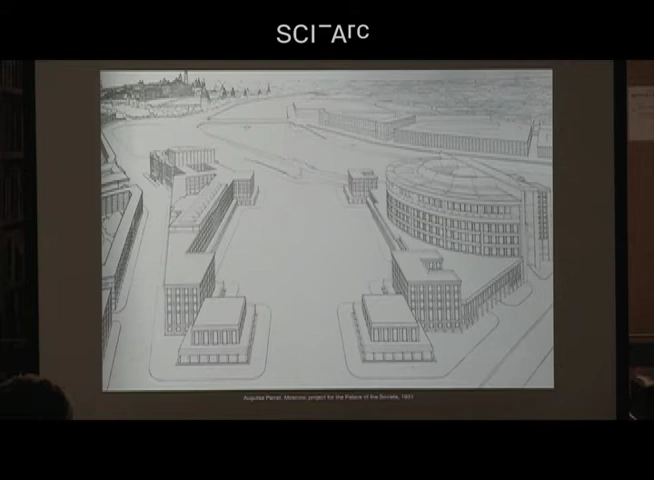 SCI-Arc
Auguste Perret, Moscow: project for the Palace of the Soviets, 1931